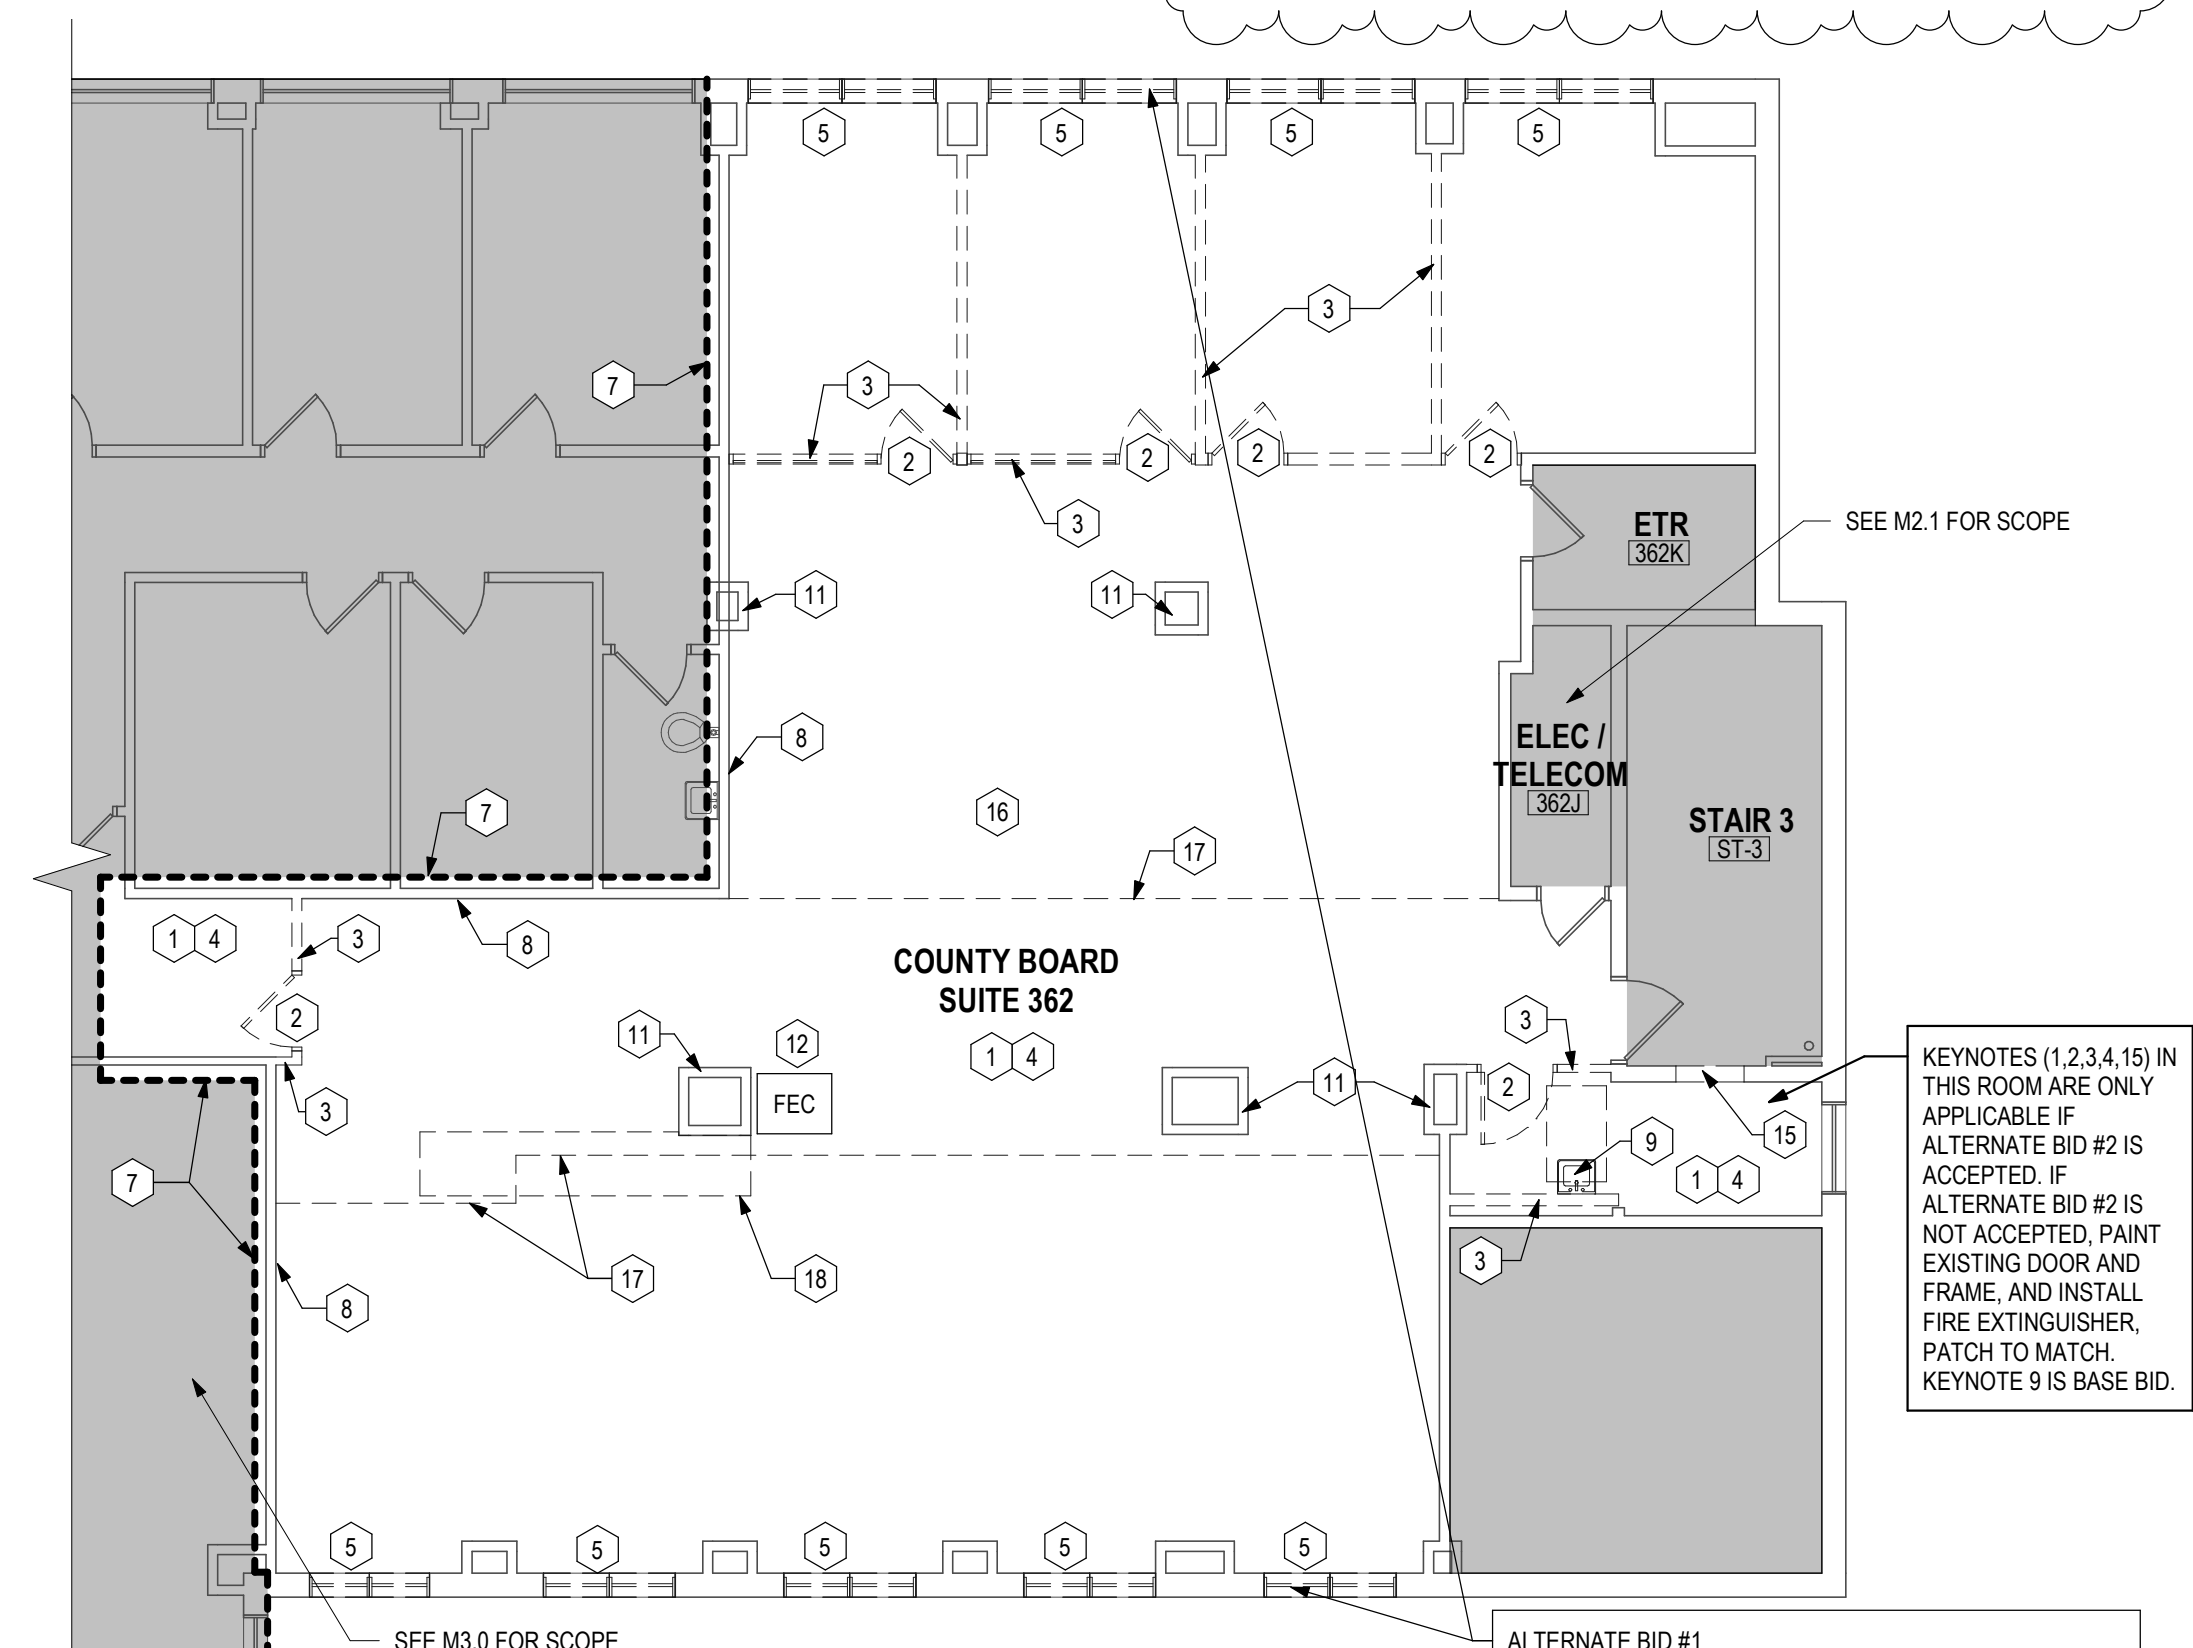 5
5
5
5
3
7
3
2
2
2
2
3
ETR
362K
SEE M2.1 FOR SCOPE
11
11
8
ELEC /
TELECOM
362J
7
16
STAIR 3
ST-3
17
1 4
3
8
COUNTY BOARD
SUITE 362
2
11
12
1 4
3
FEC
11
2
3
15
9
7
1 4
3
17
18
8
KEYNOTES (1,2,3,4,15) IN
THIS ROOM ARE ONLY
APPLICABLE IF
ALTERNATE BID #2 IS
ACCEPTED. IF
ALTERNATE BID #2 IS
NOT ACCEPTED, PAINT
EXISTING DOOR AND
FRAME, AND INSTALL
FIRE EXTINGUISHER,
PATCH TO MATCH.
KEYNOTE 9 IS BASE BID.
5
5
5
5
5
SEE M3.0 FOR SCOPE
ALTERNATE BID #1